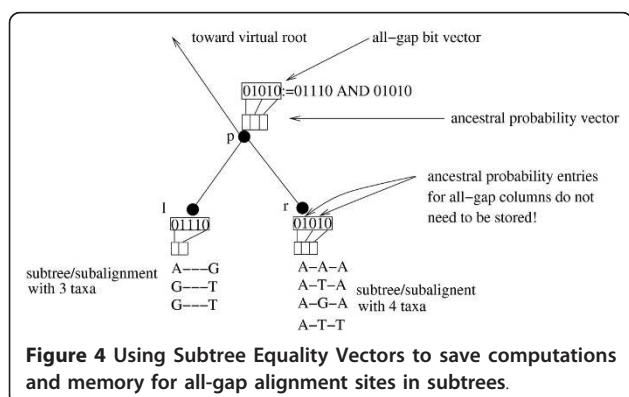 toward virtual root
all-gap bit vector
01010:=01110 AND 01010
ancestral probability vector
p
l
r
ancestral probability entries
for all-gap columns do not
need to be stored!
01110
01010
subtree/subalignment
with 3 taxa
A---G
G---T
G---T
A-A-A
A-T-A
A-G-A
A-T-T
subtree/subalignent
with 4 taxa
Figure 4 Using Subtree Equality Vectors to save computations
and memory for all-gap alignment sites in subtrees.